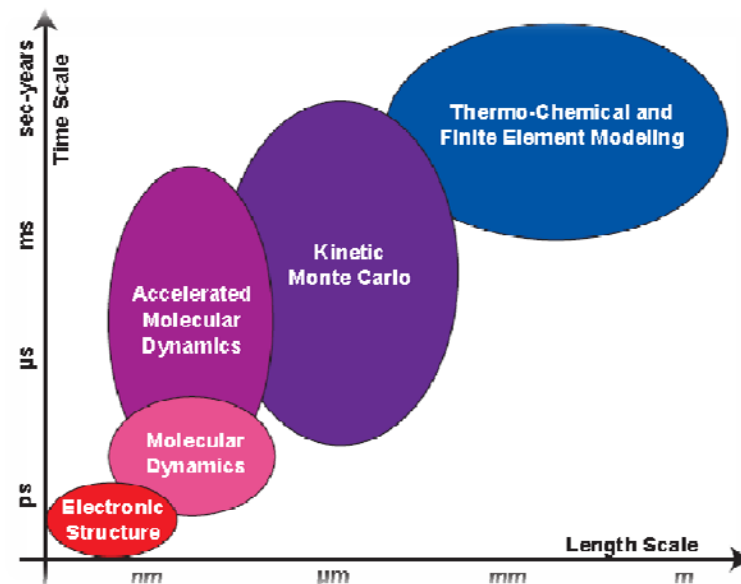 sec-years
Time Scale
Thermo-Chemical and
Finite Element Modeling
ms
Kinetic
Monte Carlo
Accelerated
Molecular
Dynamics
µs
Molecular
Dynamics
ps
Electronic
Structure
Length Scale
nm
µm
mm
m